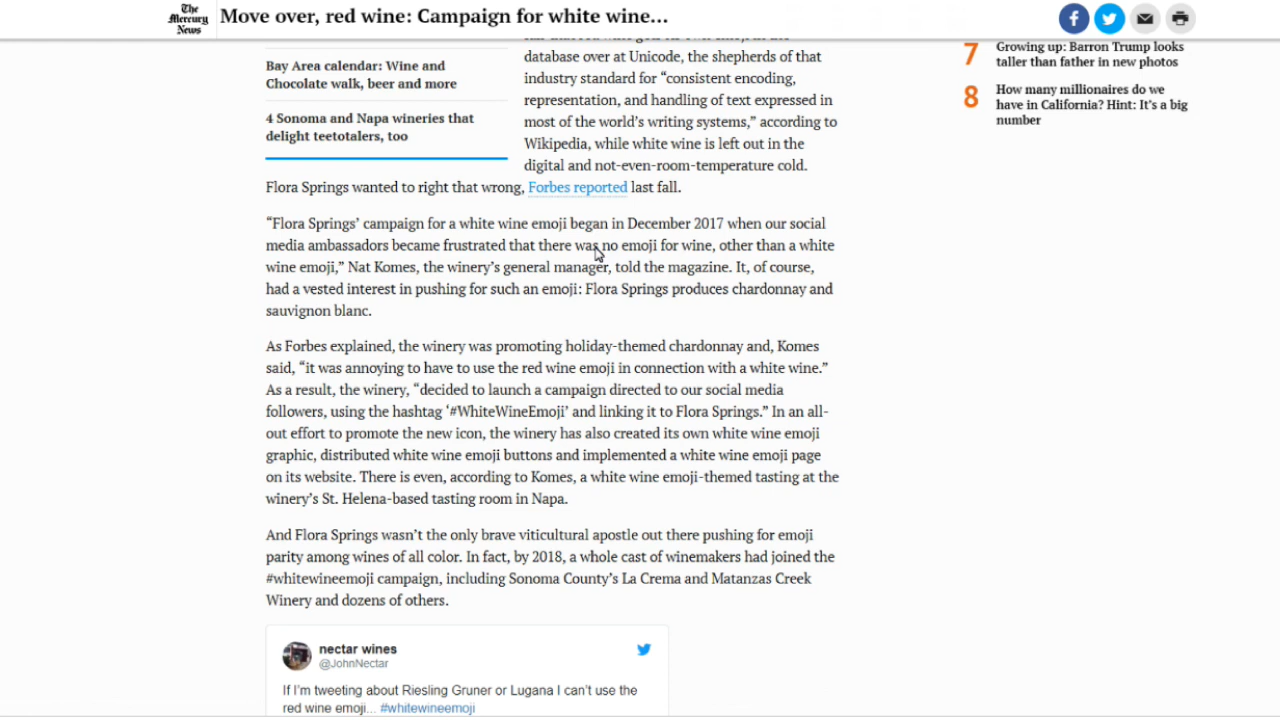 The
Mercury
News
Move over, red wine: Campaign for white wine…
Bay Area calendar: Wine and
Chocolate walk, beer and more
4 Sonoma and Napa wineries that
delight teetotalers, too
database over at Unicode, the shepherds of that
industry standard for “consistent encoding,
representation, and handling of text expressed in
most of the world’s writing systems,” according to
Wikipedia, while white wine is left out in the
digital and not-even-room-temperature cold.
Flora Springs wanted to right that wrong, Forbes reported last fall.
“Flora Springs’ campaign for a white wine emoji began in December 2017 when our social
media ambassadors became frustrated that there was no emoji for wine, other than a white
wine emoji,” Nat Komes, the winery’s general manager, told the magazine. It, of course,
had a vested interest in pushing for such an emoji: Flora Springs produces chardonnay and
sauvignon blanc.
As Forbes explained, the winery was promoting holiday-themed chardonnay and, Komes
said, “it was annoying to have to use the red wine emoji in connection with a white wine.”
As a result, the winery, “decided to launch a campaign directed to our social media
followers, using the hashtag ‘#WhiteWineEmoji’ and linking it to Flora Springs.” In an all-
out effort to promote the new icon, the winery has also created its own white wine emoji
graphic, distributed white wine emoji buttons and implemented a white wine emoji page
on its website. There is even, according to Komes, a white wine emoji-themed tasting at the
winery’s St. Helena-based tasting room in Napa.
And Flora Springs wasn’t the only brave viticultural apostle out there pushing for emoji
parity among wines of all color. In fact, by 2018, a whole cast of winemakers had joined the
#whitewineemoji campaign, including Sonoma County’s La Crema and Matanzas Creek
Winery and dozens of others.
nectar wines
@JohnNectar
If I’m tweeting about Riesling Gruner or Lugana I can’t use the
red wine emoji... #whitewineemoji
7 Growing up: Barron Trump looks
taller than father in new photos
8 How many millionaires do we
have in California? Hint: It’s a big
number